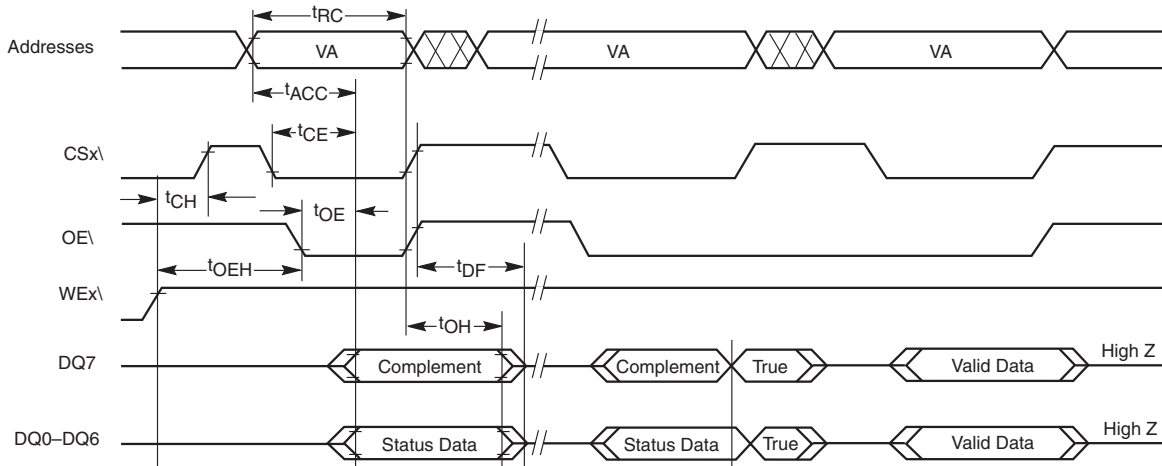 tRC
Addresses VA VA VA
tACC
tCE
CSx\
tCH
tOE
OE\
tOEH
tDF
WEx\
tOH
DQ7 Complement Complement True Valid Data High Z
DQ0–DQ6 Status Data Status Data True Valid Data High Z